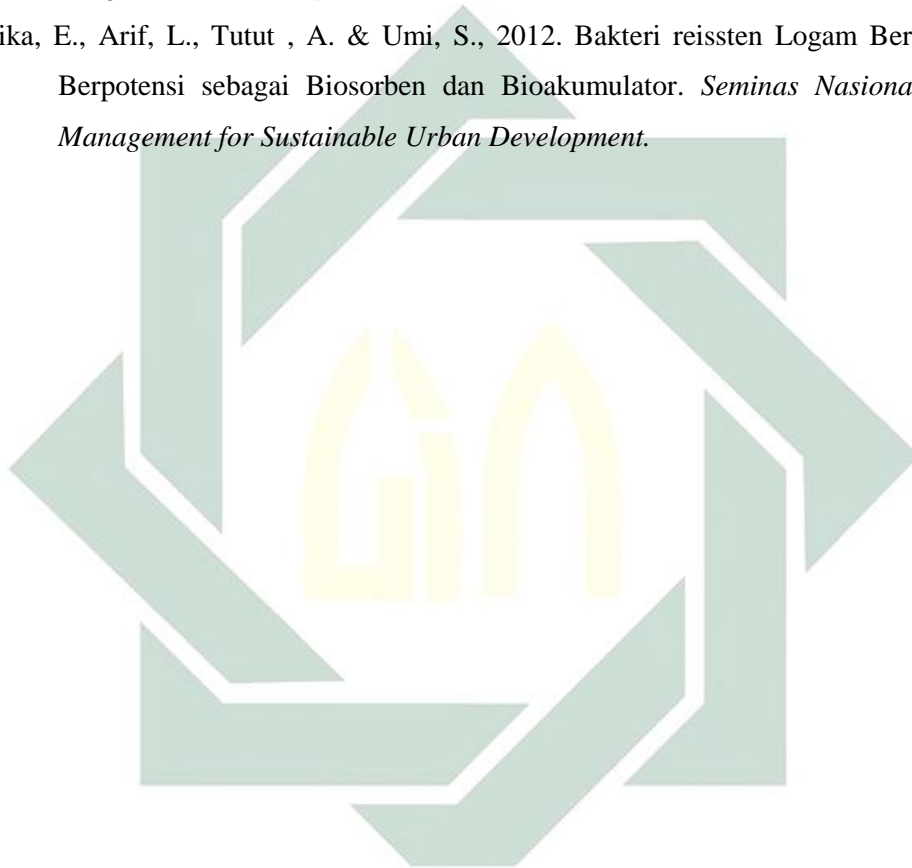 ika, E., Arif, L., Tutut , A. & Umi, S., 2012. Bakteri reissten Logam Ber
Berpotensi sebagai Biosorben dan Bioakumulator. Seminas Nasiona
Management for Sustainable Urban Development.